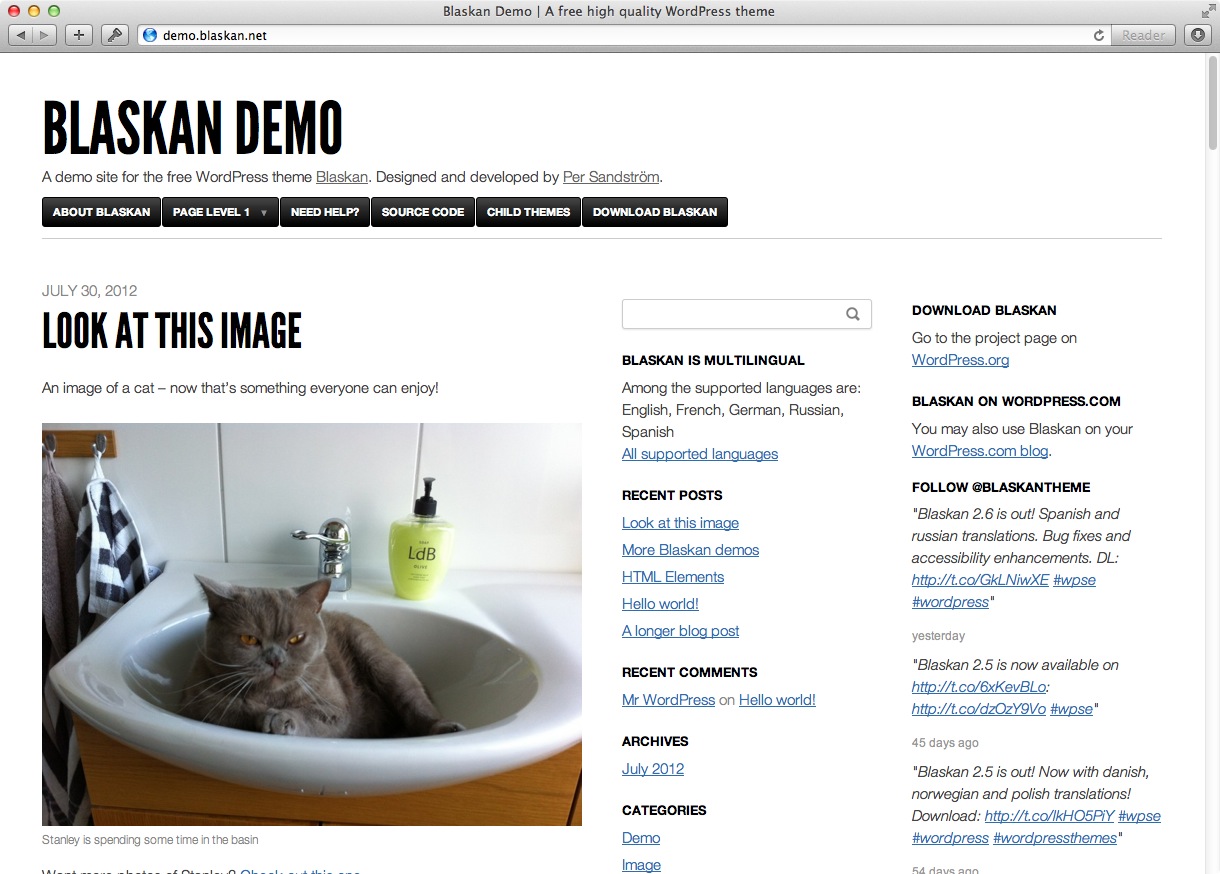 Blaskan Demo | A free high quality WordPress theme
demo.blaskan.net
Reader
BLASKAN DEMO
A demo site for the free WordPress theme Blaskan. Designed and developed by Per Sandström.
ABOUT BLASKAN
PAGE LEVEL 1 ▼
NEED HELP?
SOURCE CODE
CHILD THEMES
DOWNLOAD BLASKAN
JULY 30, 2012
LOOK AT THIS IMAGE
An image of a cat – now that's something everyone can enjoy!
LdB
Stanley is spending some time in the basin
Want more photos of Stanley? Check out this one
BLASKAN IS MULTILINGUAL
Among the supported languages are:
English, French, German, Russian,
Spanish
All supported languages
RECENT POSTS
Look at this image
More Blaskan demos
HTML Elements
Hello world!
A longer blog post
RECENT COMMENTS
Mr WordPress on Hello world!
ARCHIVES
July 2012
CATEGORIES
Demo
Image
DOWNLOAD BLASKAN
Go to the project page on
WordPress.org
BLASKAN ON WORDPRESS.COM
You may also use Blaskan on your
WordPress.com blog.
FOLLOW @BLASKANTHEME
"Blaskan 2.6 is out! Spanish and
russian translations. Bug fixes and
accessibility enhancements. DL:
http://t.co/GkLNiwXE #wpse
#wordpress"
yesterday
"Blaskan 2.5 is now available on
http://t.co/6xKevBLo:
http://t.co/dzOzY9Vo #wpse"
45 days ago
"Blaskan 2.5 is out! Now with danish,
norwegian and polish translations!
Download: http://t.co/lkHO5PiY #wpse
#wordpress #wordpressthemes"
54 days ago